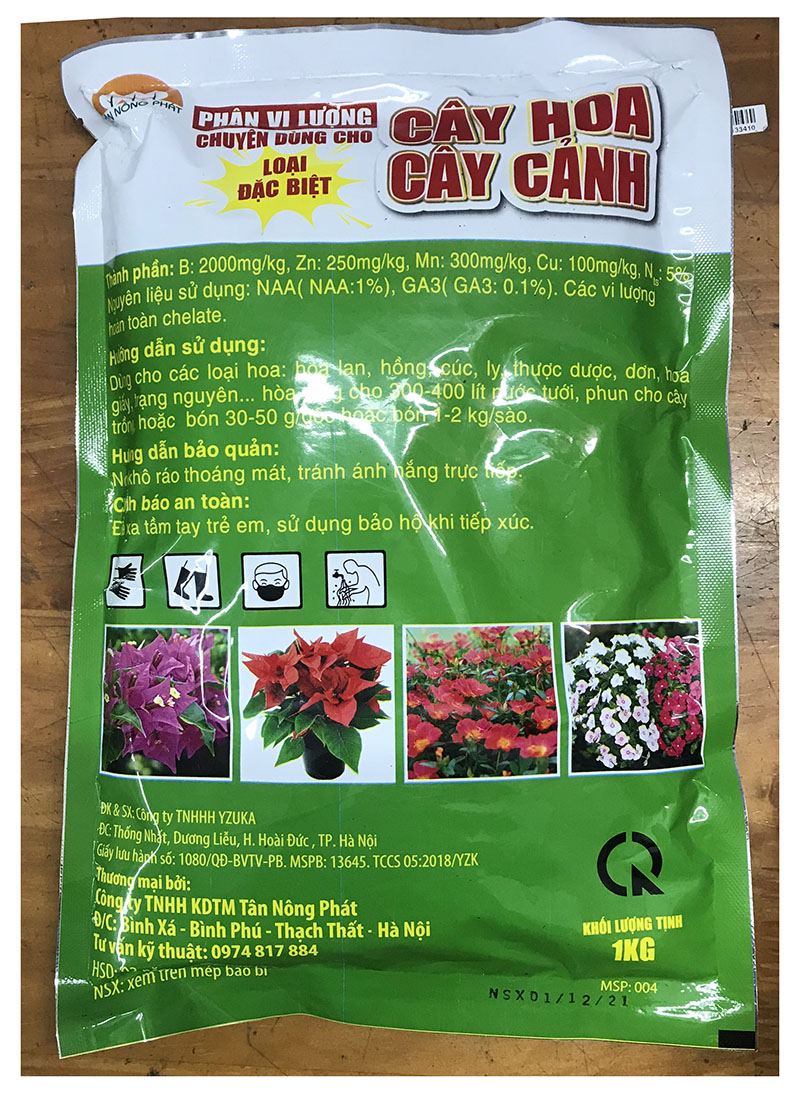 NÔNG PHÁT
33410
PHÂN VI LƯỢNG
CHUYÊN DÙNG CHO
LOẠI
ĐẶC BIỆT
CÂY HOA
CÂY CẢNH
Thành phần: B: 2000mg/kg, Zn: 250mg/kg, Mn: 300mg/kg, Cu: 100mg/kg, Nts: 5%
Nguyên liệu sử dụng: NAA( NAA:1%), GA3( GA3: 0.1%). Các vi lượng
hoàn toàn chelate.
Hướng dẫn sử dụng:
Dùng cho các loại hoa: hoa lan, hồng, cúc, ly, thược dược, dơn, hoa
giấy, trạng nguyên... hòa cho 300-400 lít nước tưới, phun cho cây
trồng hoặc bón 30-50 g/gốc hoặc bón 1-2 kg/sào.
Hướng dẫn bảo quản:
Nơi khô ráo thoáng mát, tránh ánh nắng trực tiếp.
Cảnh báo an toàn:
Để xa tầm tay trẻ em, sử dụng bảo hộ khi tiếp xúc.
ĐK & SX: Công ty TNHHH YZUKA
ĐC: Thống Nhất, Dương Liễu, H. Hoài Đức , TP. Hà Nội
Giấy lưu hành số: 1080/QĐ-BVTV-PB. MSPB: 13645. TCCS 05:2018/YZK
Thương mại bởi:
Công ty TNHH KDTM Tân Nông Phát
Đ/C: Bình Xá - Bình Phú - Thạch Thất - Hà Nội
Tư vấn kỹ thuật: 0974 817 884
HSD:
NSX: xem trên mép bao bì
KHỐI LƯỢNG TỊNH
1KG
MSP: 004
NSX01/12/21